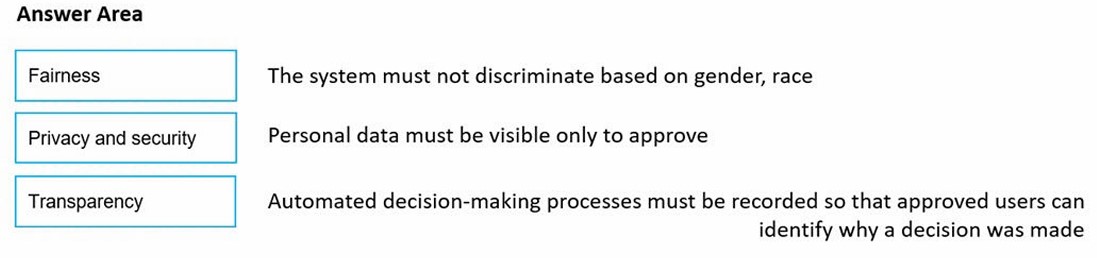 Answer Area
Fairness
The system must not discriminate based on gender, race
Privacy and security
Personal data must be visible only to approve
Transparency
Automated decision-making processes must be recorded so that approved users can
identify why a decision was made